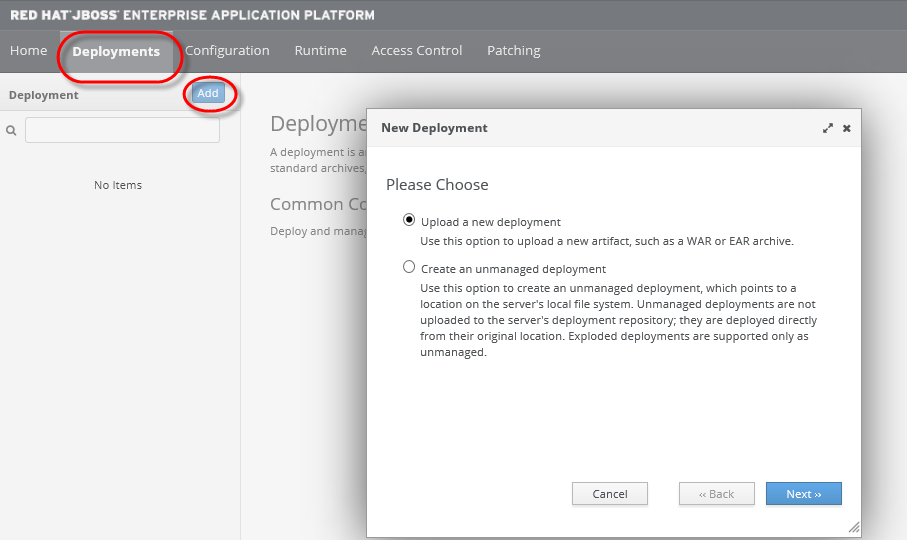 RED HAT JBOSS ENTERPRISE APPLICATION PLATFORM
Home Deployments Configuration Runtime Access Control Patching
Deployment Add
No Items
Deployme
A deployment is a
standard archives,
Common Co
Deploy and manag
New Deployment
Please Choose
Upload a new deployment
Use this option to upload a new artifact, such as a WAR or EAR archive.
Create an unmanaged deployment
Use this option to create an unmanaged deployment, which points to a
location on the server's local file system. Unmanaged deployments are not
uploaded to the server's deployment repository; they are deployed directly
from their original location. Exploded deployments are supported only as
unmanaged.
Cancel ‹‹ Back Next ››